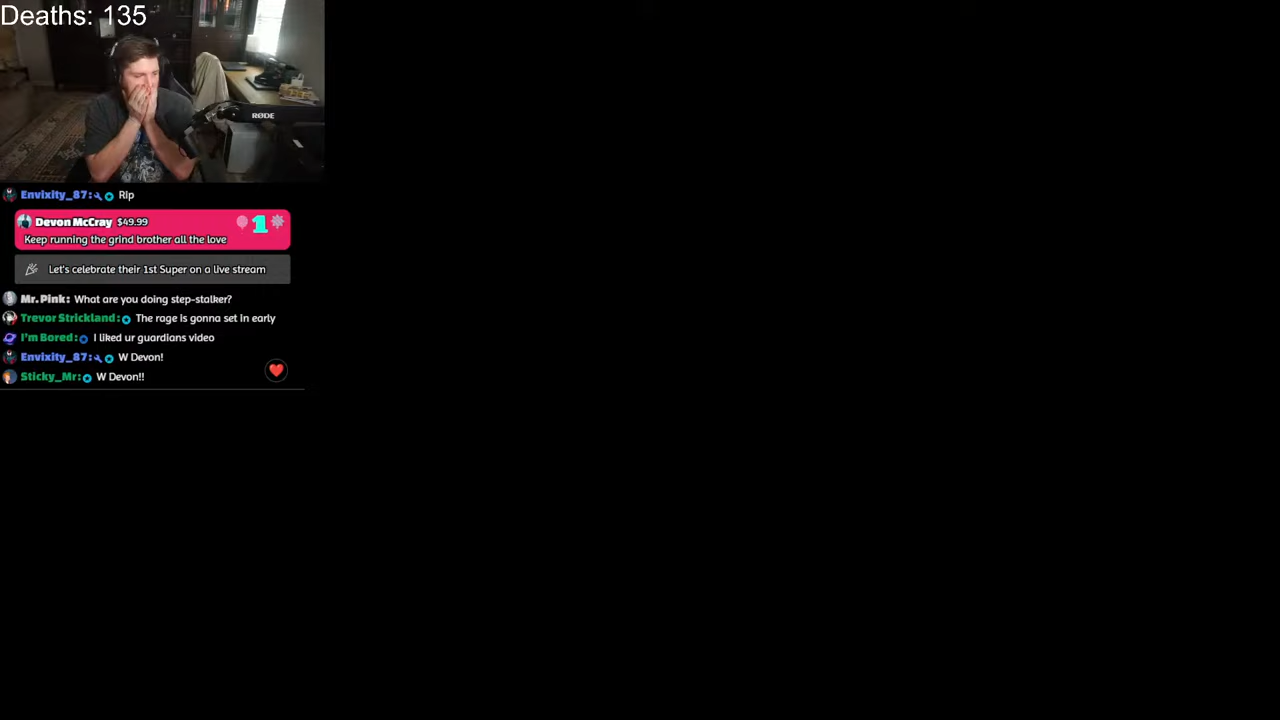 Deaths: 135
RØDE
Envixity_87: Rip
Devon McCray $49.99 1
Keep running the grind brother all the love
Let's celebrate their 1st Super on a live stream
Mr. Pink: What are you doing step-stalker?
Trevor Strickland: The rage is gonna set in early
I'm Bored: I liked ur guardians video
Envixity_87: W Devon!
Sticky_Mr: W Devon!!